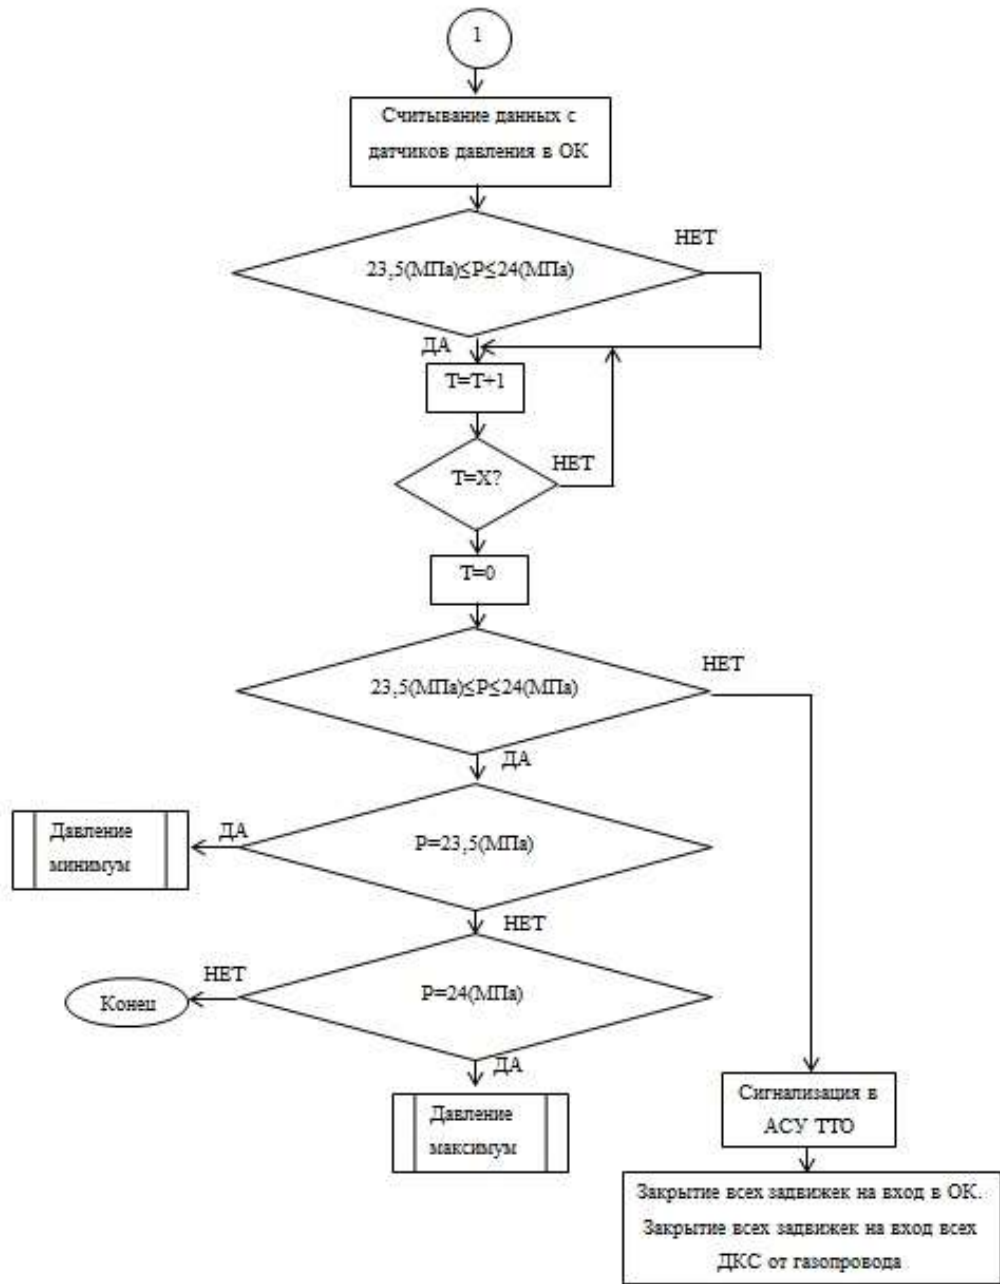 1
Считывание данных с
датчиков давления в ОК
НЕТ
23,5(МПа)≤P≤24(МПа)
ДА
T=T+1
T=X?
НЕТ
T=0
НЕТ
23,5(МПа)≤P≤24(МПа)
ДА
Давление
минимум
ДА
P=23,5(МПа)
НЕТ
НЕТ
Конец
P=24(МПа)
ДА
Давление
максимум
Сигнализация в
АСУ ТТО
Закрытие всех задвижек на вход в ОК.
Закрытие всех задвижек на вход всех
ДКС от газопровода